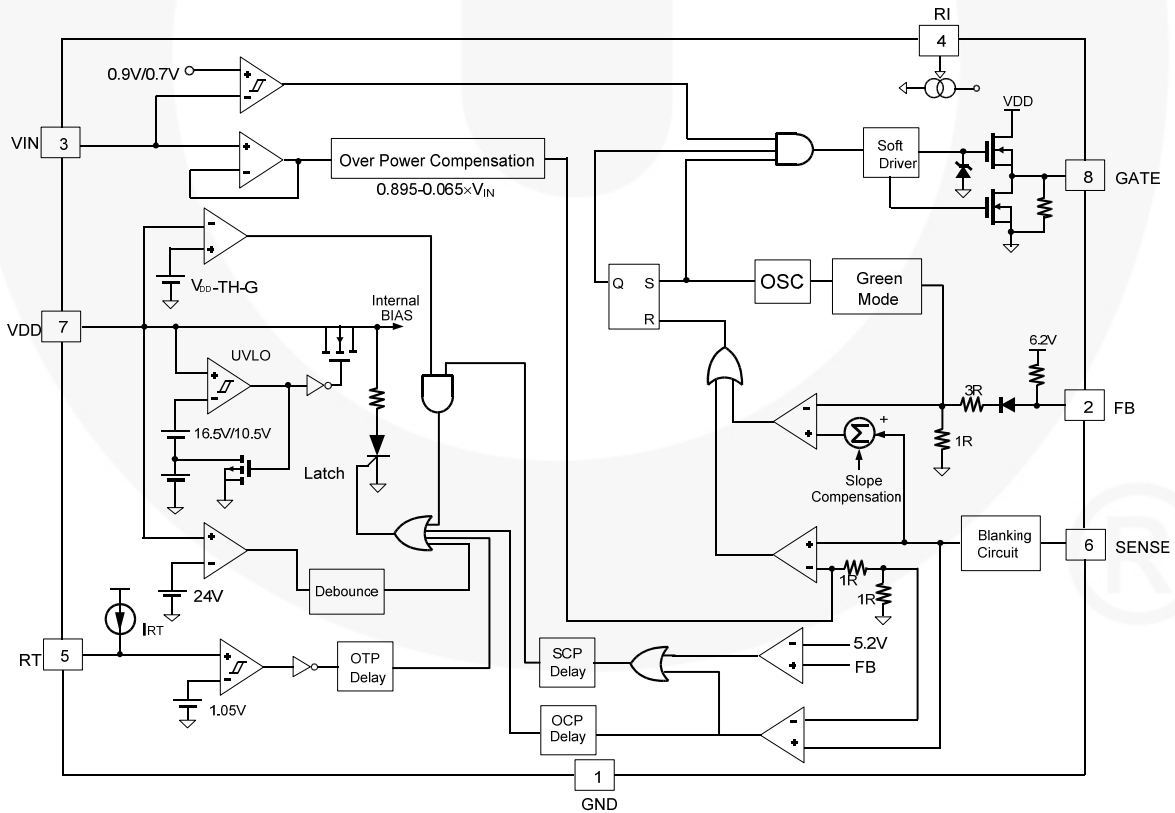 RI
4
0.9V/0.7V
+
-
VDD
VIN
3
+
-
Over Power Compensation
0.895-0.065×VIN
Soft
Driver
8
GATE
-
+
VDD-TH-G
Q
S
R
OSC
Green
Mode
Internal
BIAS
VDD
7
UVLO
+
-
16.5V/10.5V
6.2V
3R
2
FB
-
+
Σ
+
1R
Latch
Slope
Compensation
+
-
24V
Debounce
+
-
1R
1R
Blanking
Circuit
6
SENSE
®
IRT
RT
5
+
-
1.05V
OTP
Delay
SCP
Delay
-
+
5.2V
FB
OCP
Delay
-
+
1
GND